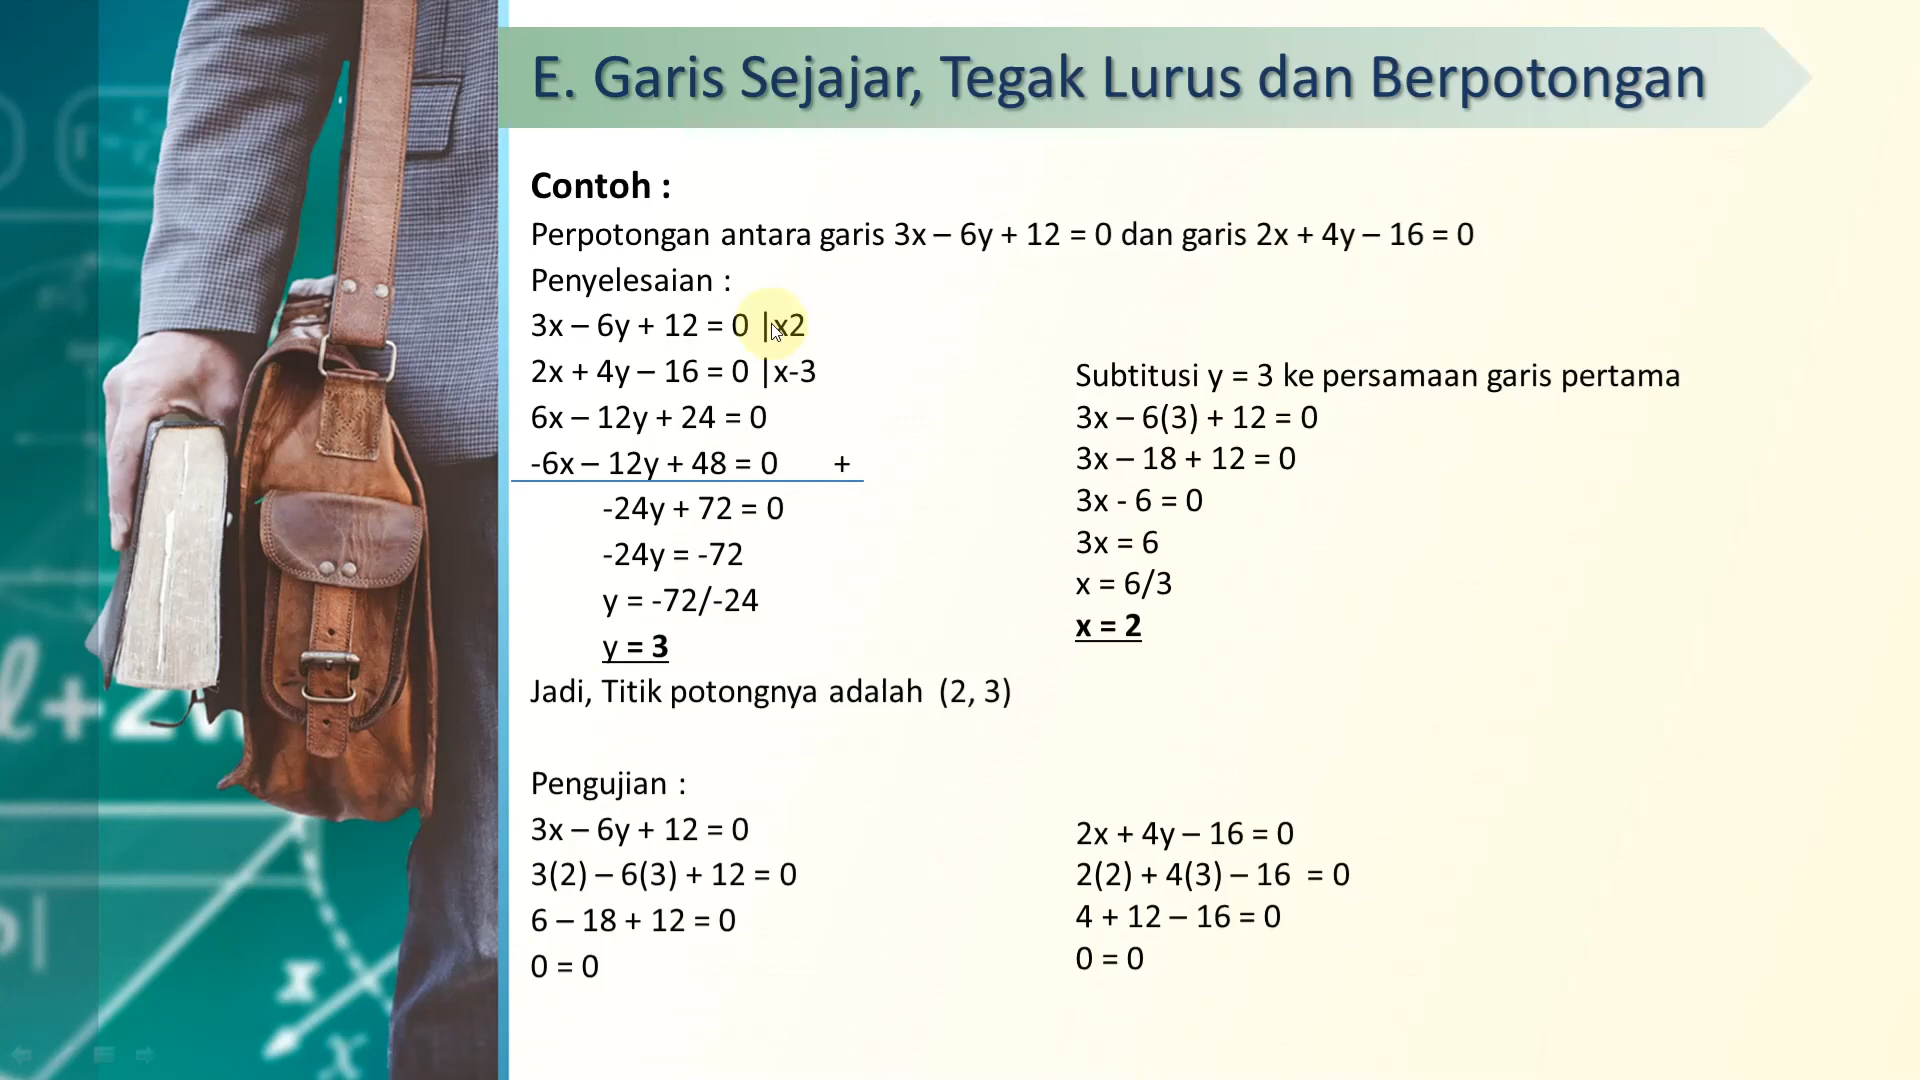 E. Garis Sejajar, Tegak Lurus dan Berpotongan
Contoh :
Perpotongan antara garis 3x – 6y + 12 = 0 dan garis 2x + 4y – 16 = 0
Penyelesaian :
3x – 6y + 12 = 0 |x2
2x + 4y – 16 = 0 |x-3
6x – 12y + 24 = 0
-6x – 12y + 48 = 0 +
-24y + 72 = 0
-24y = -72
y = -72/-24
y = 3
Jadi, Titik potongnya adalah (2, 3)
Subtitusi y = 3 ke persamaan garis pertama
3x – 6(3) + 12 = 0
3x – 18 + 12 = 0
3x - 6 = 0
3x = 6
x = 6/3
x = 2
Pengujian :
3x – 6y + 12 = 0
3(2) – 6(3) + 12 = 0
6 – 18 + 12 = 0
0 = 0
2x + 4y – 16 = 0
2(2) + 4(3) – 16 = 0
4 + 12 – 16 = 0
0 = 0